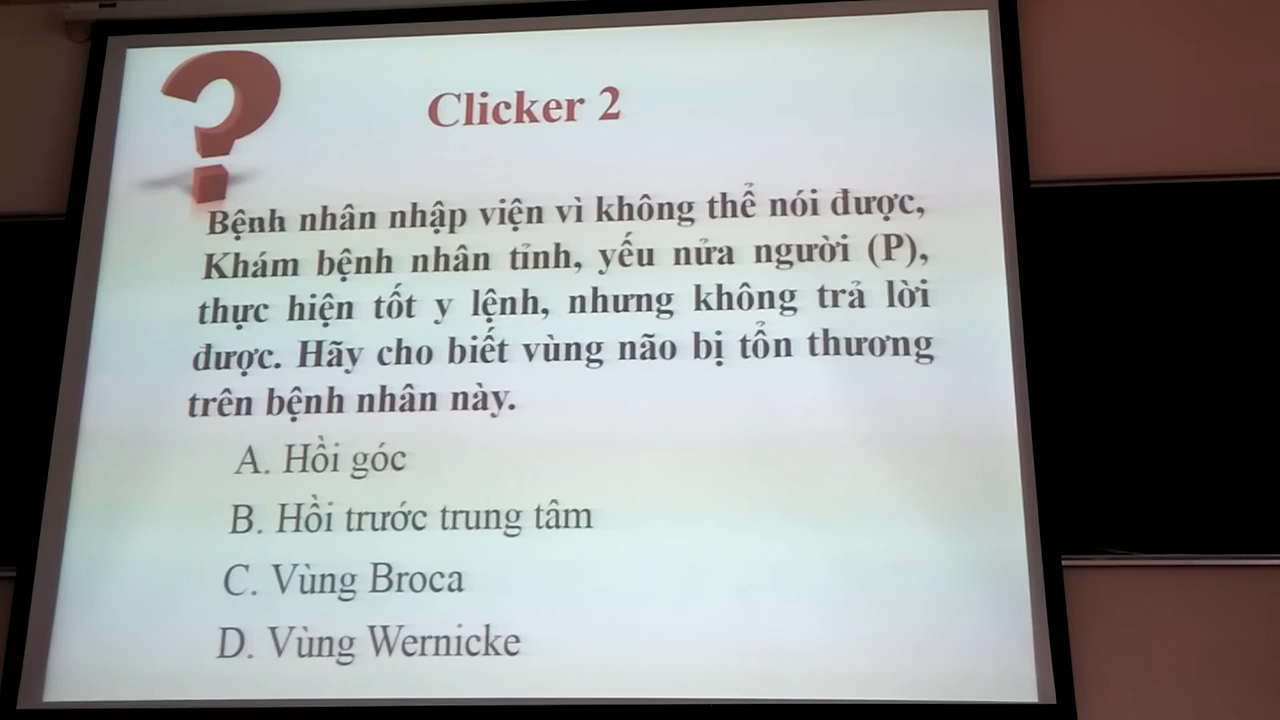 Clicker 2
Bệnh nhân nhập viện vì không thể nói được,
Khám bệnh nhân tỉnh, yếu nửa người (P),
thực hiện tốt y lệnh, nhưng không trả lời
được. Hãy cho biết vùng não bị tổn thương
trên bệnh nhân này.
A. Hồi góc
B. Hồi trước trung tâm
C. Vùng Broca
D. Vùng Wernicke